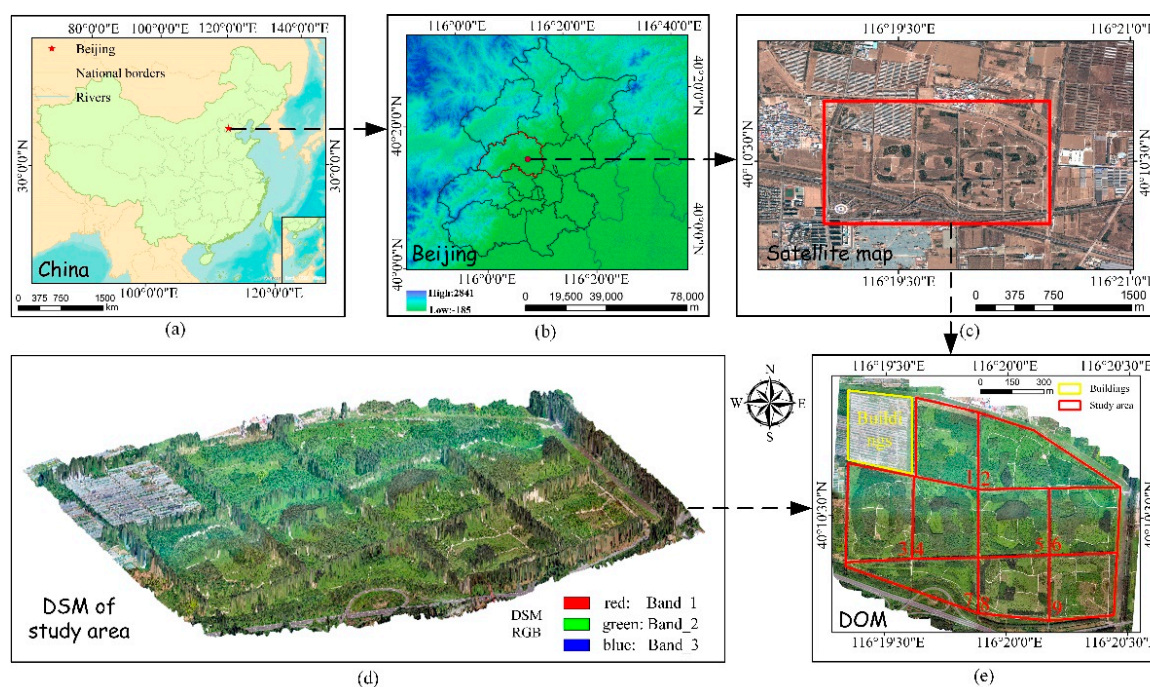 80°0'0"E 100°0'0"E 120°0'0"E 140°0'0"E
Beijing
National borders
Rivers
30°0'0"N
30°0'0"N
China
100°0'0"E 120°0'0"E
0 375 750 1500
km
(a)
116°0'0"E 116°20'0"E 116°40'0"E
40°20'0"N
40°20'0"N
40°0'0"N
40°0'0"N
Beijing
116°0'0"E 116°20'0"E
High:2841
Low:-185
0 19,500 39,000 78,000
m
(b)
116°19'30"E 116°21'0"E
40°10'30"N
40°10'30"N
Satellite map
116°19'30"E 116°21'0"E
0 375 750 1500
m
(c)
DSM of
study area
DSM
RGB
red: Band_1
green: Band_2
blue: Band_3
(d)
N
W E
S
116°19'30"E 116°20'0"E 116°20'30"E
0 150 300
m
Buildings
Study area
Buildi
ngs
1 2
40°10'30"N
40°10'30"N
3 4 5 6
7 8 9
DOM
116°19'30"E 116°20'0"E 116°20'30"E
(e)